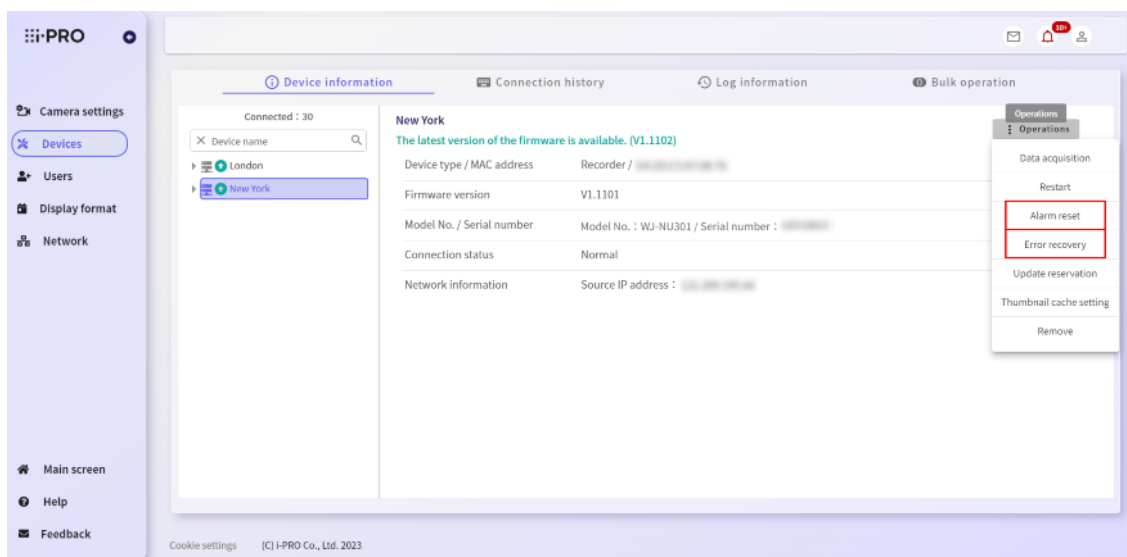 i-PRO
10+
Camera settings
Devices
Users
Display format
Network
Main screen
Help
Feedback
Device information
Connection history
Log information
Bulk operation
Connected : 30
Device name
London
New York
New York
The latest version of the firmware is available. (V1.1102)
Device type / MAC address Recorder /
Firmware version V1.1101
Model No. / Serial number Model No. : WJ-NU301 / Serial number :
Connection status Normal
Network information Source IP address :
Operations
Operations
Data acquisition
Restart
Alarm reset
Error recovery
Update reservation
Thumbnail cache setting
Remove
Cookie settings (C) i-PRO Co., Ltd. 2023